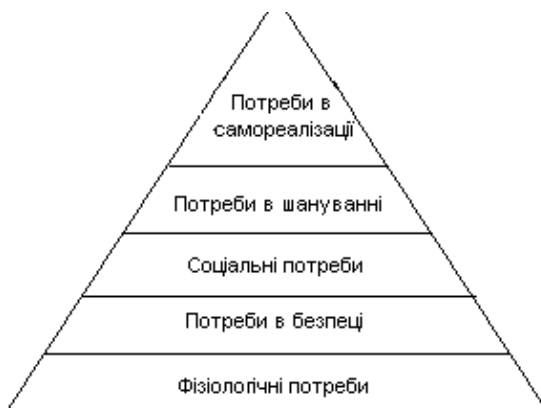 Потреби в
самореалізації
Потреби в шануванні
Соціальні потреби
Потреби в безпеці
Фізіологічні потреби